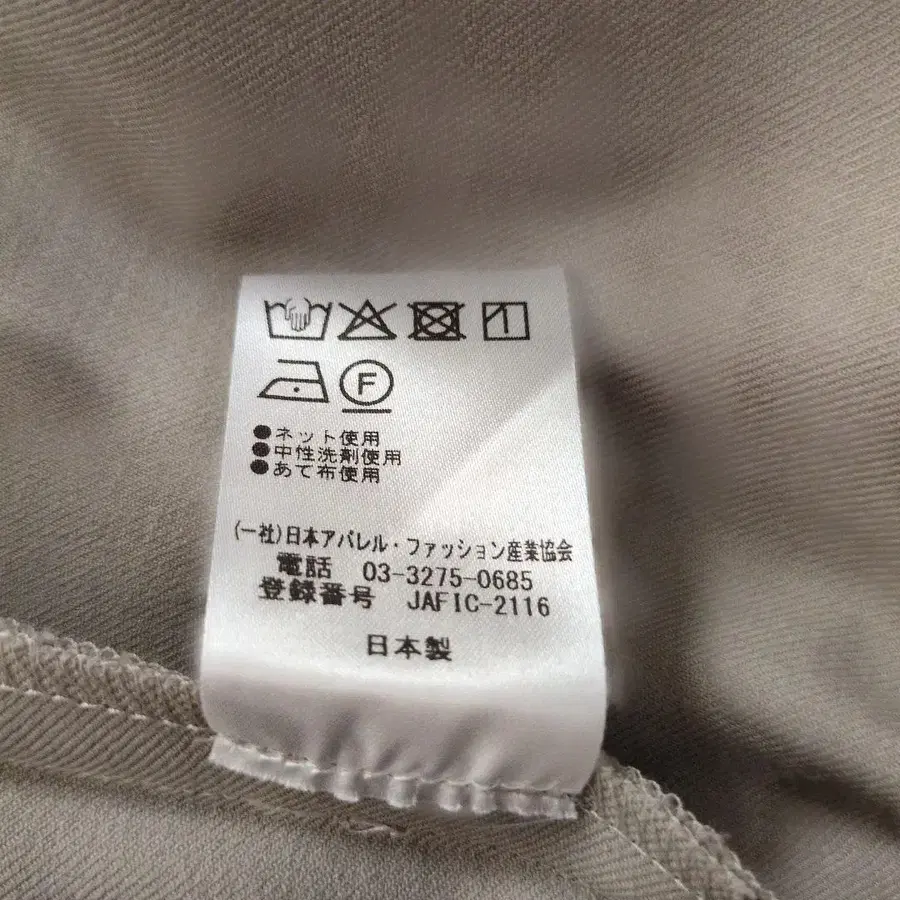 F
●ネット使用
●中性洗剤使用
●あて布使用
(一社)日本アパレル・ファッション産業協会
電話 03-3275-0685
登録番号 JAFIC-2116
日本製